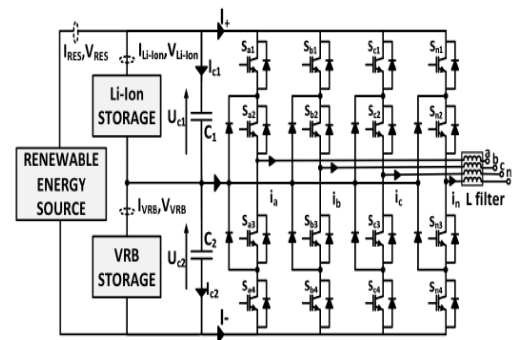 I+
Sa1
Sb1
Sc1
Sn1
IRES,VRES
ILi-Ion,VLi-Ion
Ic1
Li-Ion
STORAGE
Uc1
C1
Sa2
Sb2
Sc2
Sn2
a
b
c
n
RENEWABLE
ENERGY
SOURCE
IVRB,VVRB
ia
ib
ic
in
L filter
VRB
STORAGE
Uc2
C2
Ic2
Sa3
Sb3
Sc3
Sn3
Sa4
Sb4
Sc4
Sn4
I-